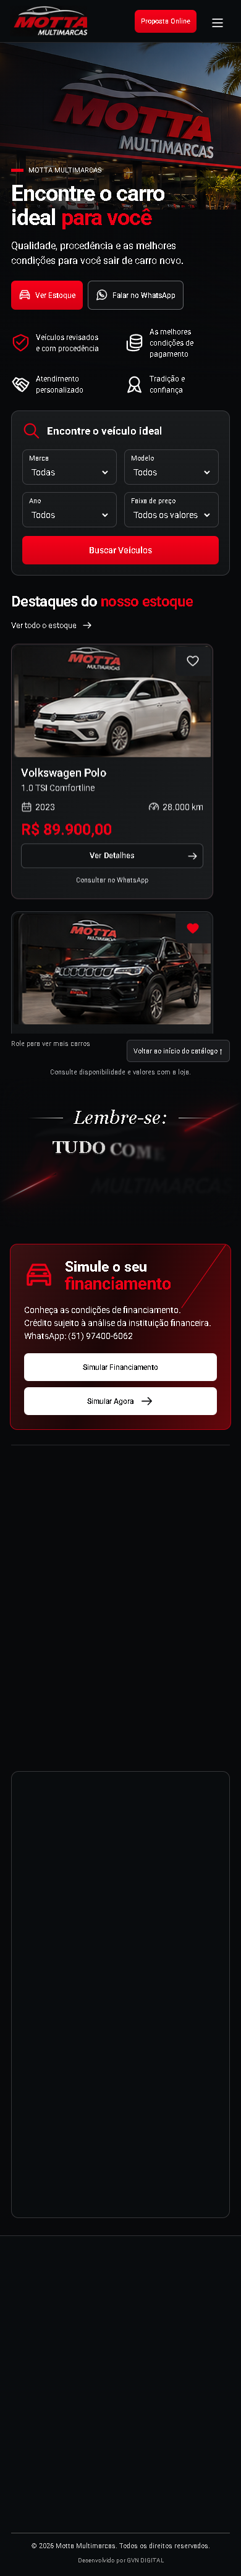 MOTTA
MULTIMARCAS
Proposta Online
MOTTA
MULTIMARCAS
MOTTA MULTIMARCAS
Encontre o carro
ideal para você
Qualidade, procedência e as melhores
condições para você sair de carro novo.
Ver Estoque
Falar no WhatsApp
Veículos revisados
e com procedência
As melhores
condições de
pagamento
Atendimento
personalizado
Tradição e
confiança
Encontre o veículo ideal
Marca
Todas
Modelo
Todos
Ano
Todos
Faixa de preço
Todos os valores
Buscar Veículos
Destaques do nosso estoque
Ver todo o estoque
MOTTA
MULTIMARCAS
Volkswagen Polo
1.0 TSI Comfortline
2023
28.000 km
R$ 89.900,00
Ver Detalhes
Consultar no WhatsApp
MOTTA
MULTIMARCAS
Role para ver mais carros
Voltar ao início do catálogo ↑
Consulte disponibilidade e valores com a loja.
Lembre-se:
TUDO COME
MULTIMARCAS
Simule o seu
financiamento
Conheça as condições de financiamento.
Crédito sujeito à análise da instituição financeira.
WhatsApp: (51) 97400-6062
Simular Financiamento
Simular Agora
© 2026 Motta Multimarcas. Todos os direitos reservados.
Desenvolvido por GVN DIGITAL